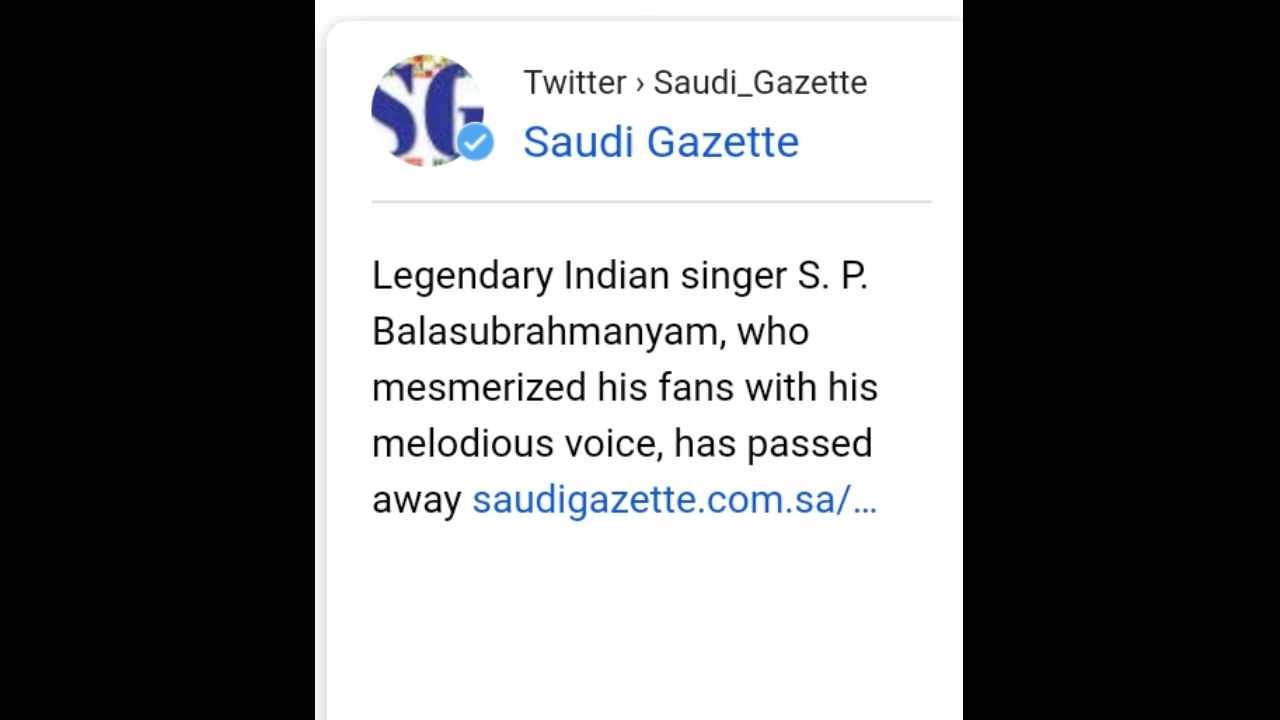 SG
Twitter › Saudi_Gazette
Saudi Gazette
Legendary Indian singer S. P.
Balasubrahmanyam, who
mesmerized his fans with his
melodious voice, has passed
away saudigazette.com.sa/…